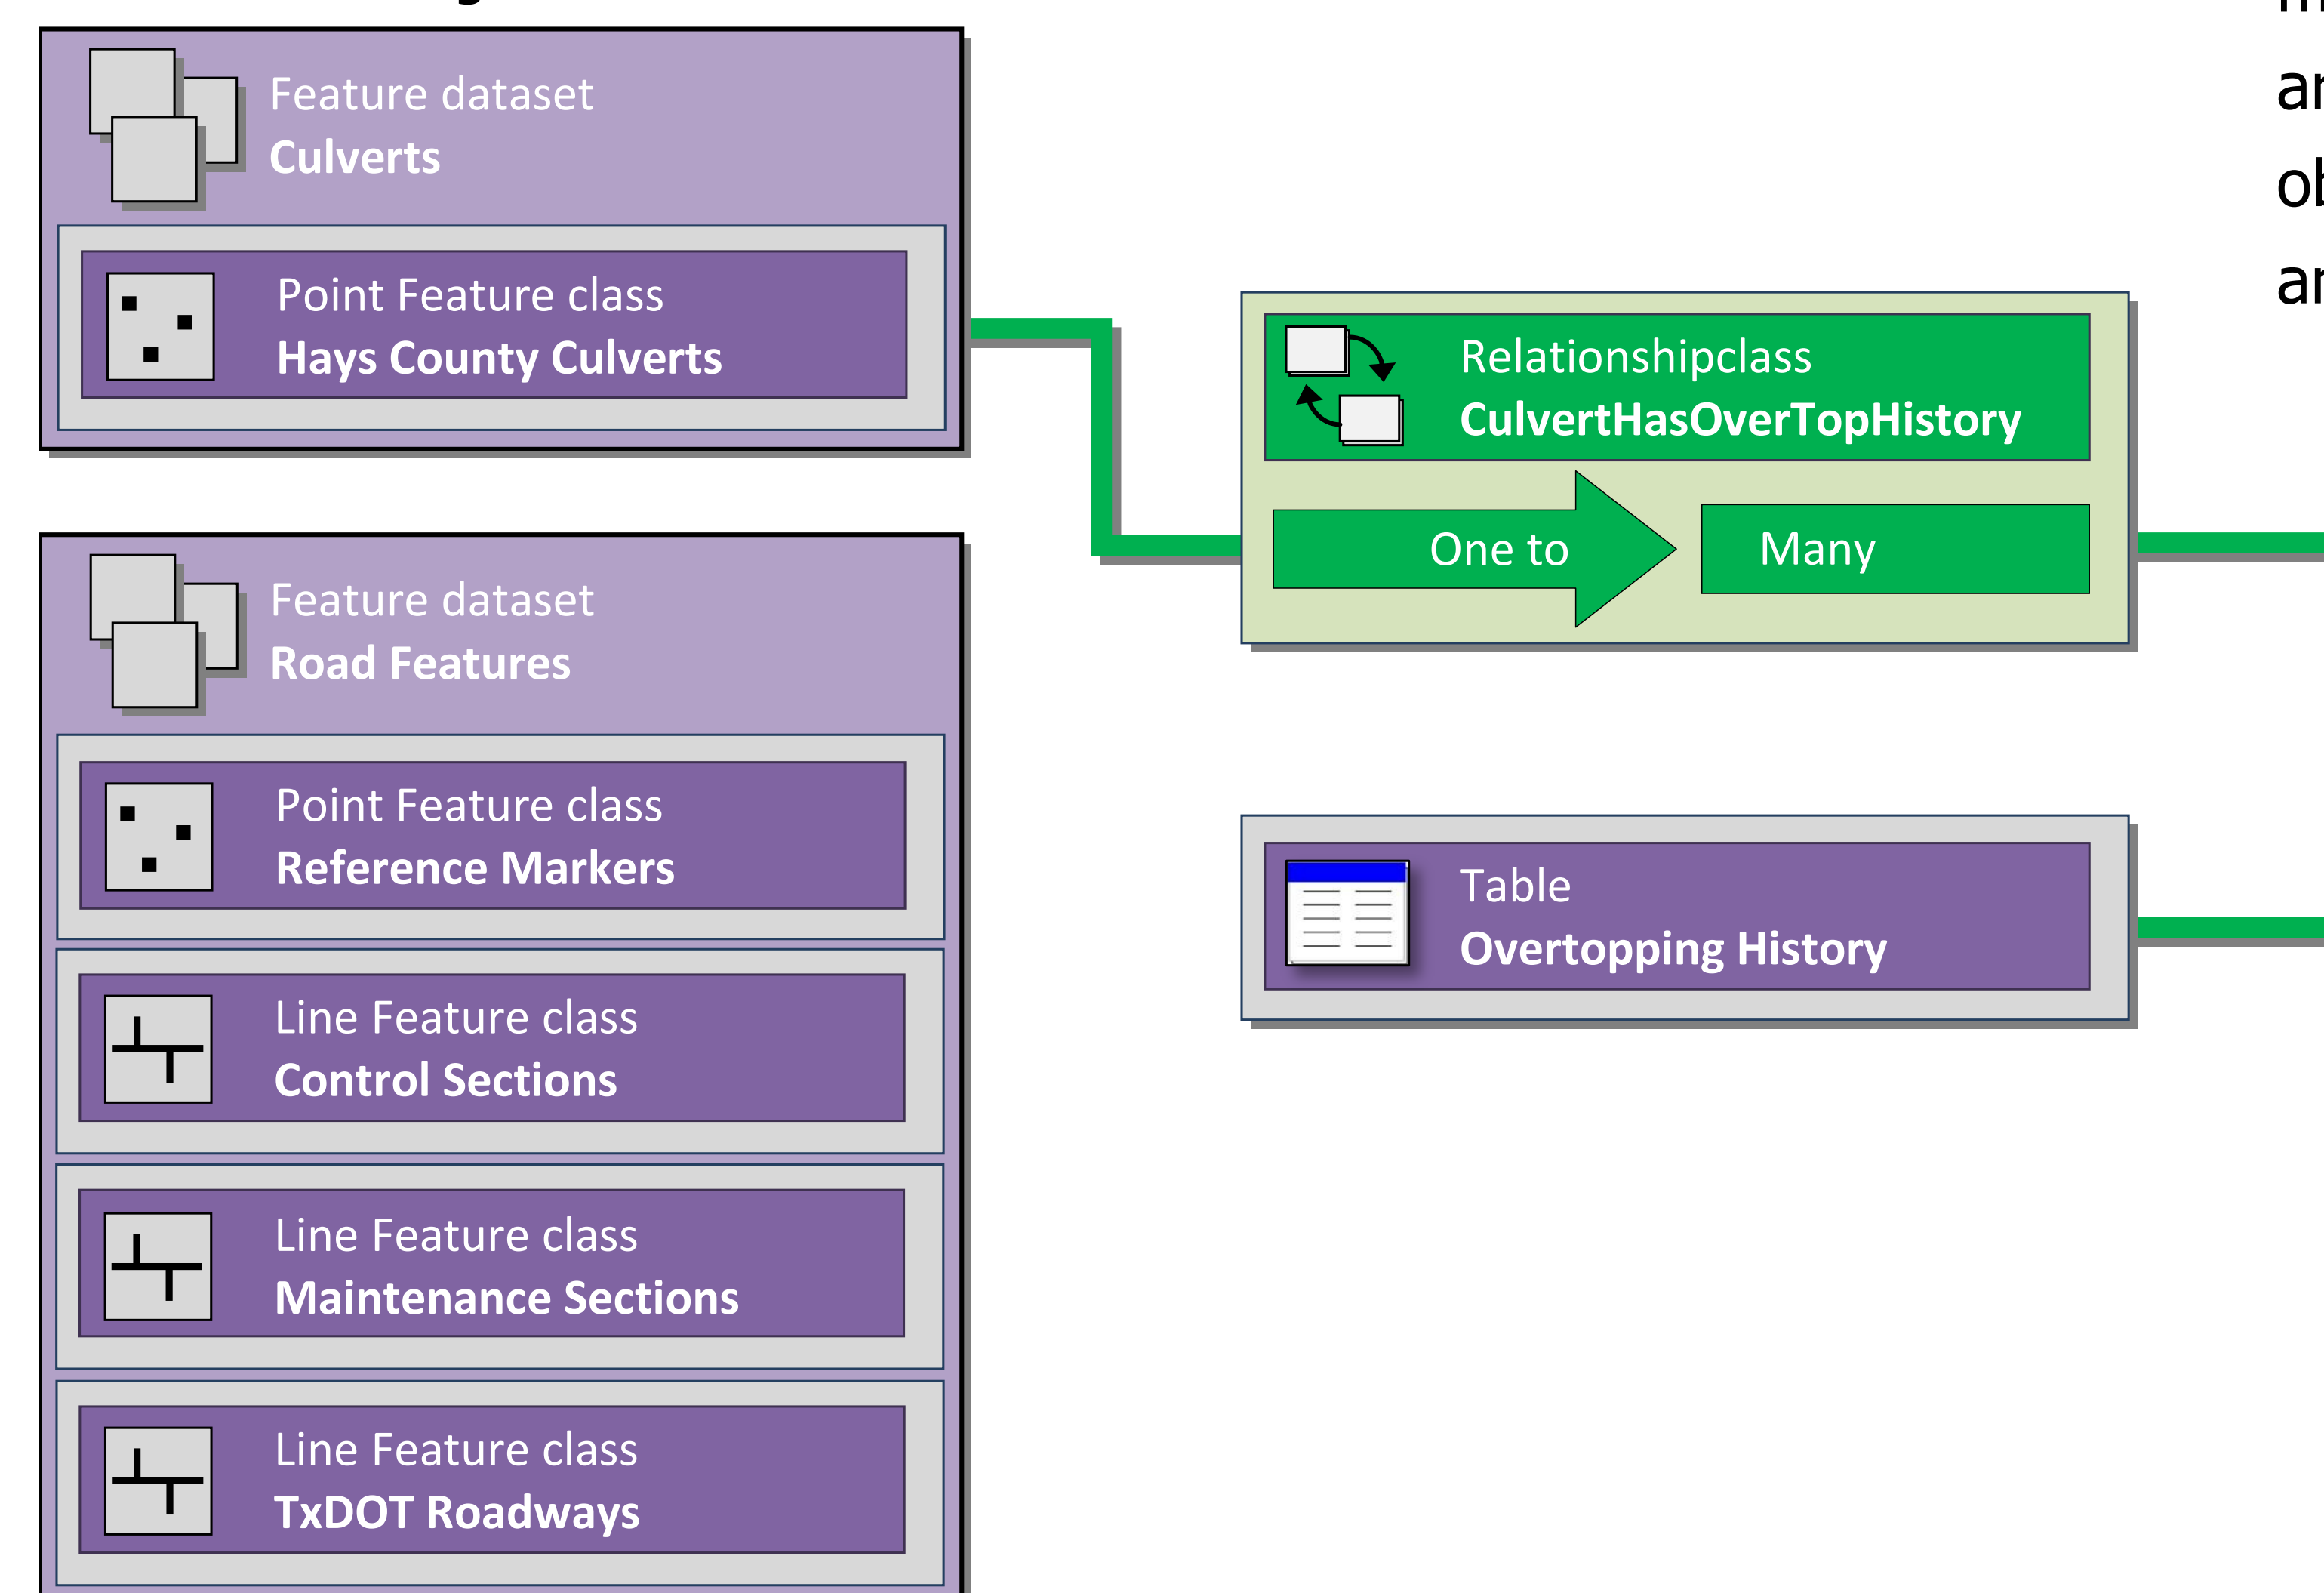 Feature dataset
Culverts
Point Feature class
Hays County Culverts
Feature dataset
Road Features
Point Feature class
Reference Markers
Line Feature class
Control Sections
Line Feature class
Maintenance Sections
Line Feature class
TxDOT Roadways
Relationshipclass
CulvertHasOverTopHistory
One to
Many
Table
Overtopping History